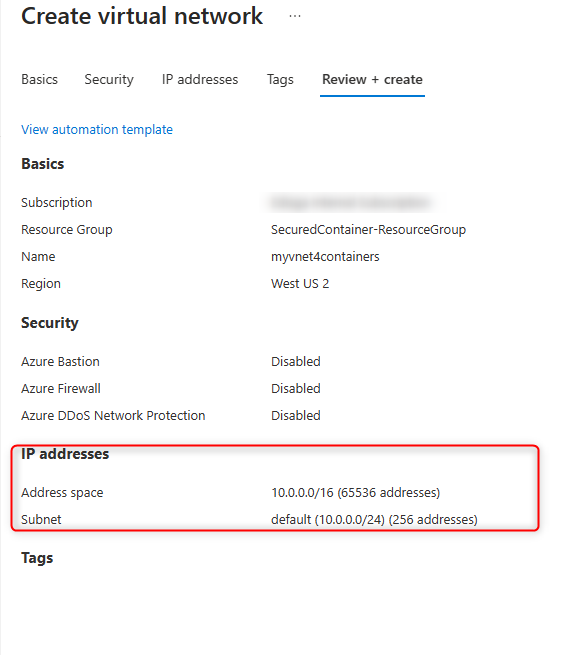 Create virtual network ...
Basics Security IP addresses Tags Review + create
View automation template
Basics
Subscription
Resource Group SecuredContainer-ResourceGroup
Name myvnet4containers
Region West US 2
Security
Azure Bastion Disabled
Azure Firewall Disabled
Azure DDoS Network Protection Disabled
IP addresses
Address space 10.0.0.0/16 (65536 addresses)
Subnet default (10.0.0.0/24) (256 addresses)
Tags